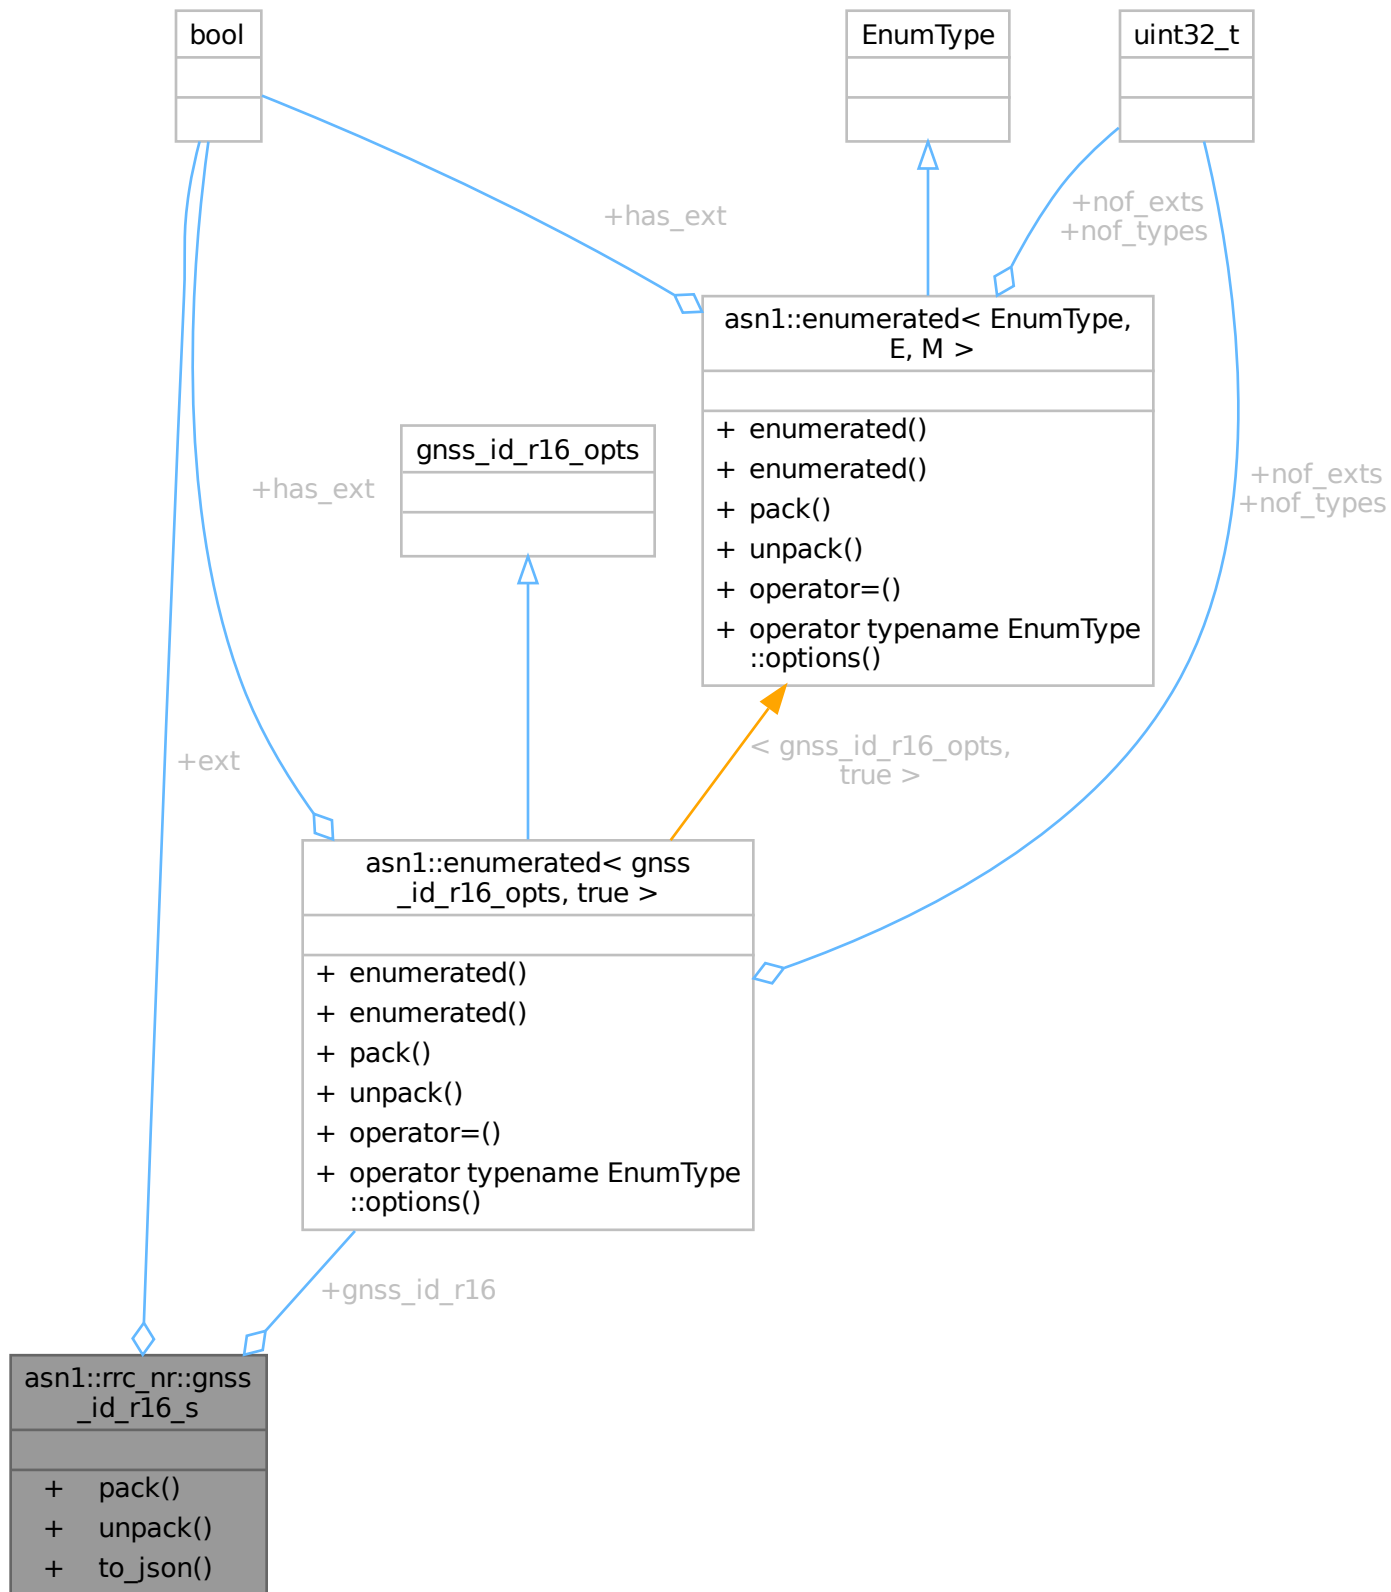 bool
EnumType
uint32_t
+has_ext
+nof_exts
+nof_types
asn1::enumerated< EnumType,
E, M >
+ enumerated()
+ enumerated()
+ pack()
+ unpack()
+ operator=()
+ operator typename EnumType
::options()
gnss_id_r16_opts
+has_ext
+nof_exts
+nof_types
+ext
< gnss_id_r16_opts,
true >
asn1::enumerated< gnss
_id_r16_opts, true >
+ enumerated()
+ enumerated()
+ pack()
+ unpack()
+ operator=()
+ operator typename EnumType
::options()
+gnss_id_r16
asn1::rrc_nr::gnss
_id_r16_s
+ pack()
+ unpack()
+ to_json()